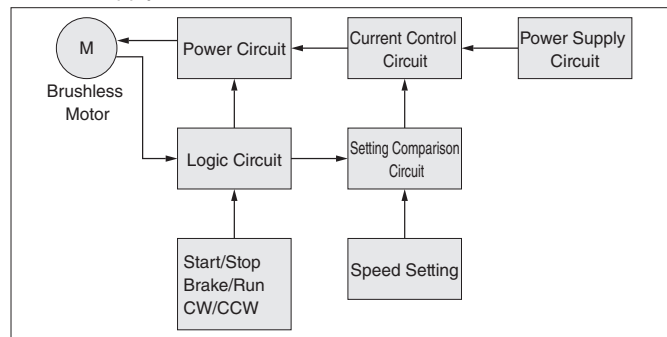 M
Brushless
Motor
Power Circuit
Current Control
Circuit
Power Supply
Circuit
Logic Circuit
Setting Comparison
Circuit
Start/Stop
Brake/Run
CW/CCW
Speed Setting